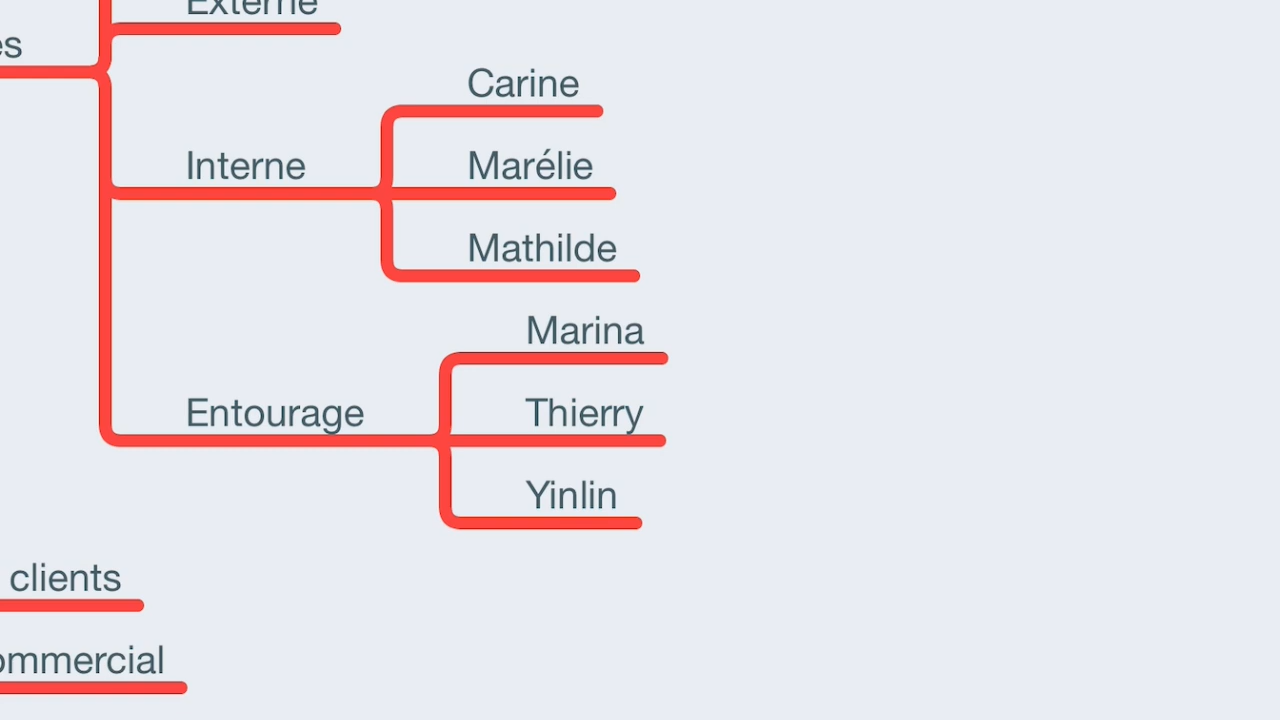 Externe
es
Carine
Interne
Marélie
Mathilde
Marina
Entourage
Thierry
Yinlin
clients
ommercial